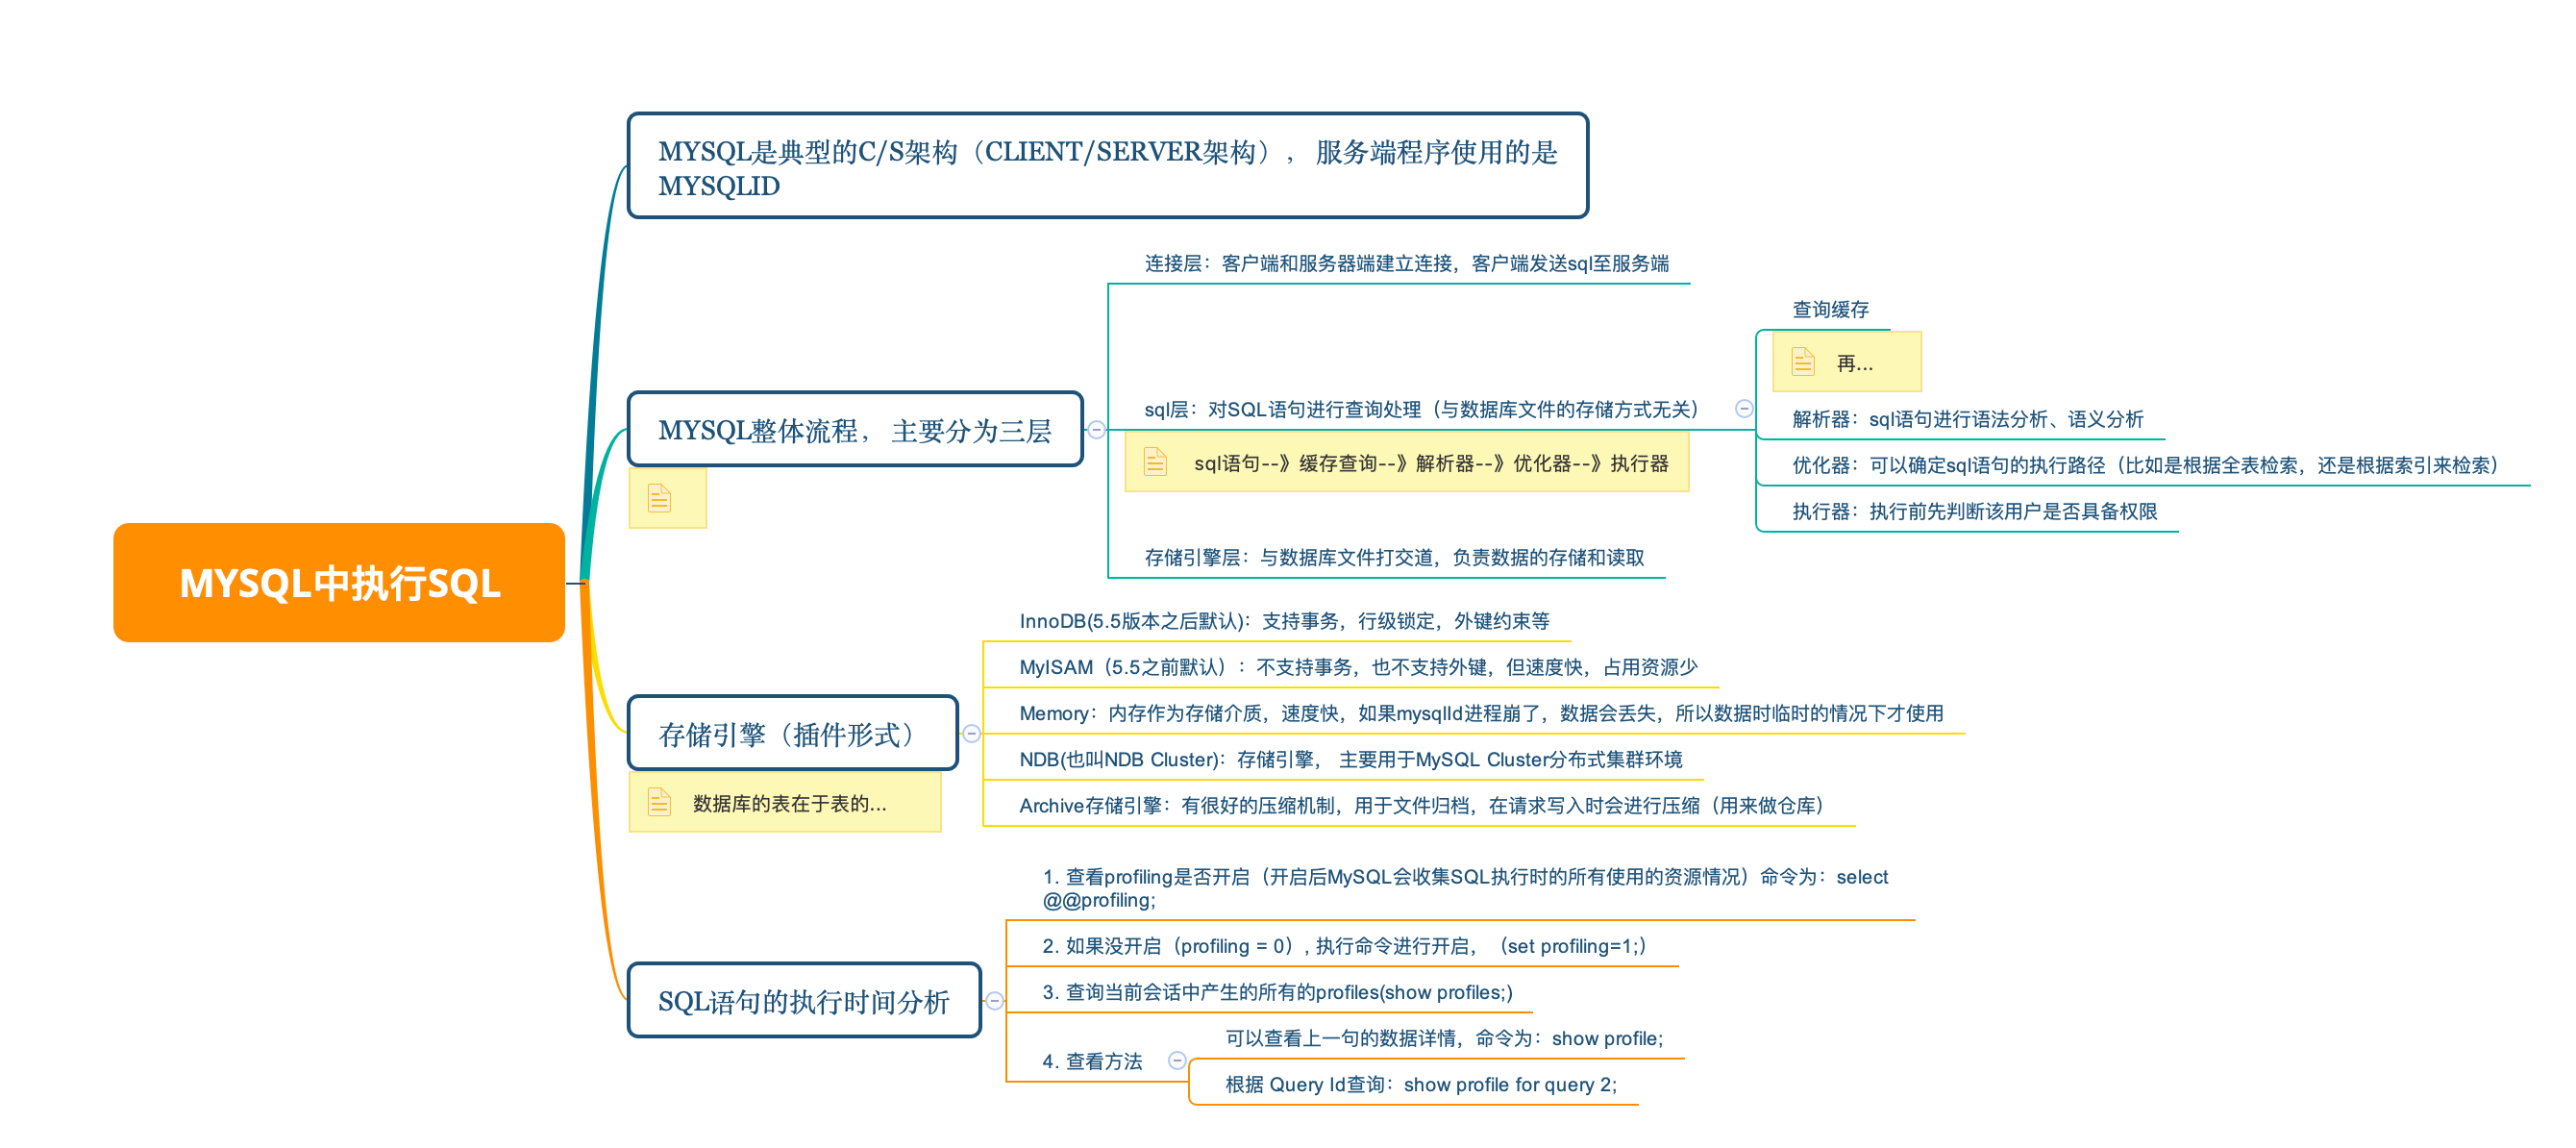 MYSQL中执行SQL
MYSQL是典型的C/S架构（CLIENT/SERVER架构），服务端程序使用的是
MYSQLID
MYSQL整体流程，主要分为三层
连接层：客户端和服务器端建立连接，客户端发送sql至服务端
sql层：对SQL语句进行查询处理（与数据库文件的存储方式无关）
sql语句--》缓存查询--》解析器--》优化器--》执行器
查询缓存
再...
解析器：sql语句进行语法分析、语义分析
优化器：可以确定sql语句的执行路径（比如是根据全表检索，还是根据索引来检索）
执行器：执行前先判断该用户是否具备权限
存储引擎层：与数据库文件打交道，负责数据的存储和读取
存储引擎（插件形式）
数据库的表在于表的...
InnoDB(5.5版本之后默认)：支持事务，行级锁定，外键约束等
MyISAM（5.5之前默认）：不支持事务，也不支持外键，但速度快，占用资源少
Memory：内存作为存储介质，速度快，如果mysqlId进程崩了，数据会丢失，所以数据时临时的情况下才使用
NDB(也叫NDB Cluster)：存储引擎， 主要用于MySQL Cluster分布式集群环境
Archive存储引擎：有很好的压缩机制，用于文件归档，在请求写入时会进行压缩（用来做仓库）
SQL语句的执行时间分析
1. 查看profiling是否开启（开启后MySQL会收集SQL执行时的所有使用的资源情况）命令为：select
@@profiling;
2. 如果没开启（profiling = 0）, 执行命令进行开启，（set profiling=1;）
3. 查询当前会话中产生的所有的profiles(show profiles;)
4. 查看方法
可以查看上一句的数据详情，命令为：show profile;
根据 Query Id查询：show profile for query 2;